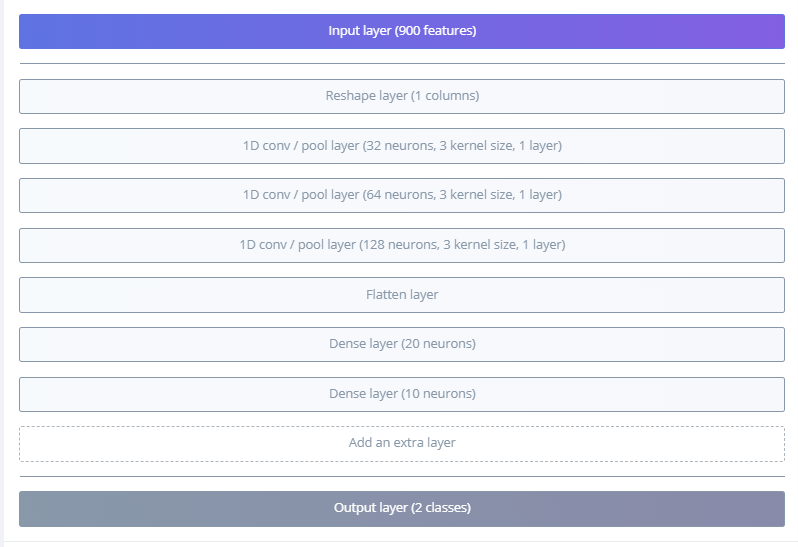 Input layer (900 features)
Reshape layer (1 columns)
1D conv / pool layer (32 neurons, 3 kernel size, 1 layer)
1D conv / pool layer (64 neurons, 3 kernel size, 1 layer)
1D conv / pool layer (128 neurons, 3 kernel size, 1 layer)
Flatten layer
Dense layer (20 neurons)
Dense layer (10 neurons)
Add an extra layer
Output layer (2 classes)